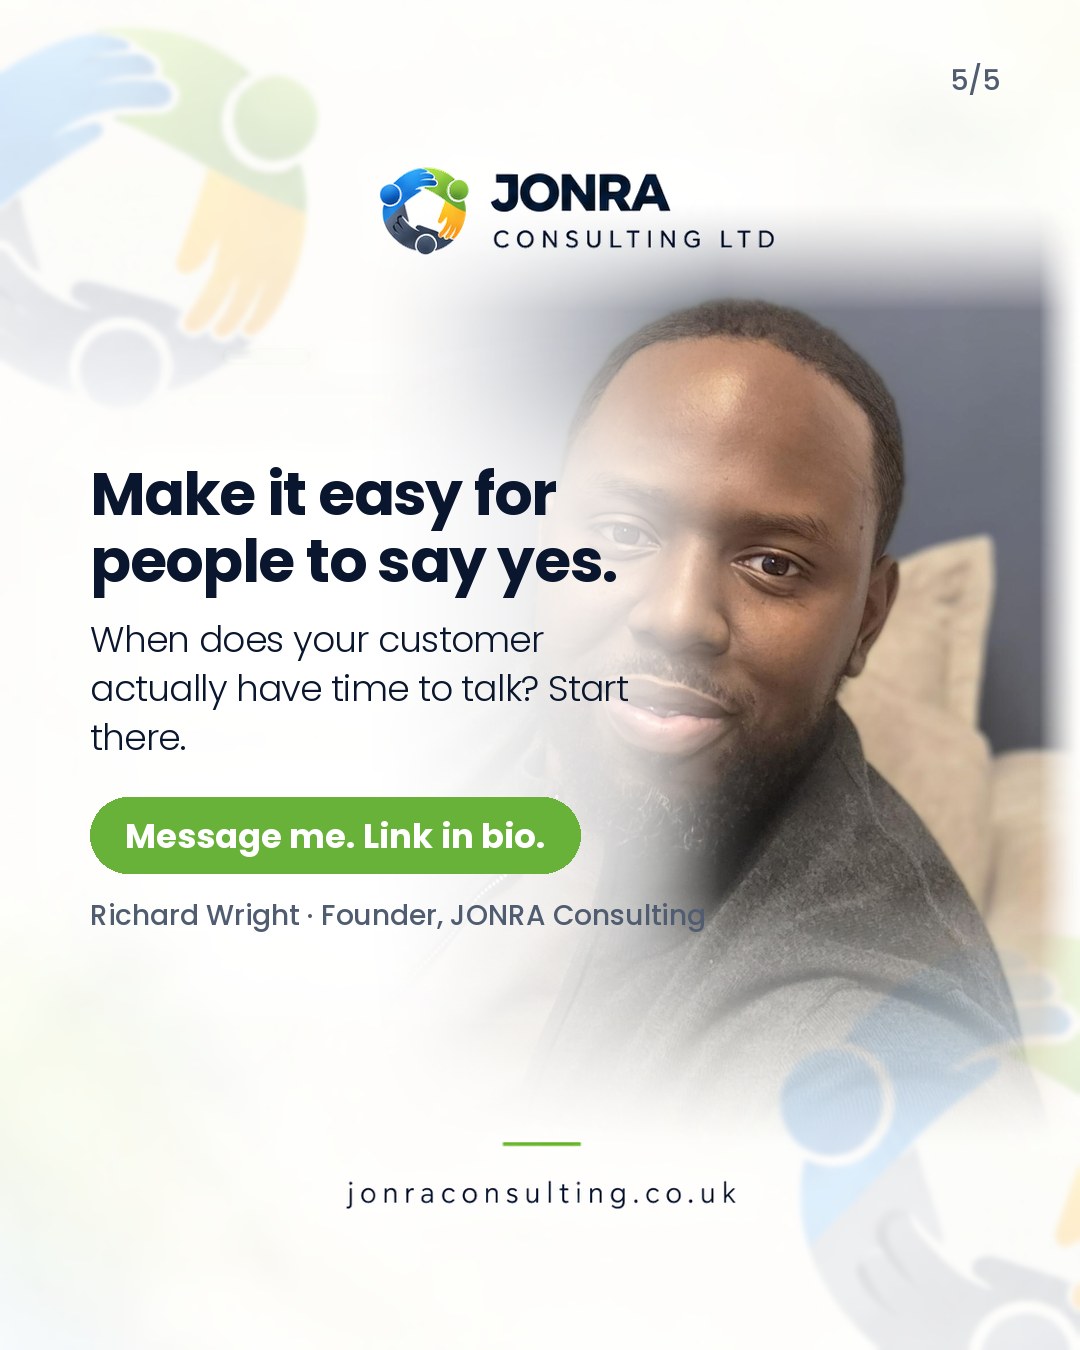 5/5
JONRA
CONSULTING LTD
Make it easy for
people to say yes.
When does your customer
actually have time to talk? Start
there.
Message me. Link in bio.
Richard Wright · Founder, JONRA Consulting
jonraconsulting.co.uk